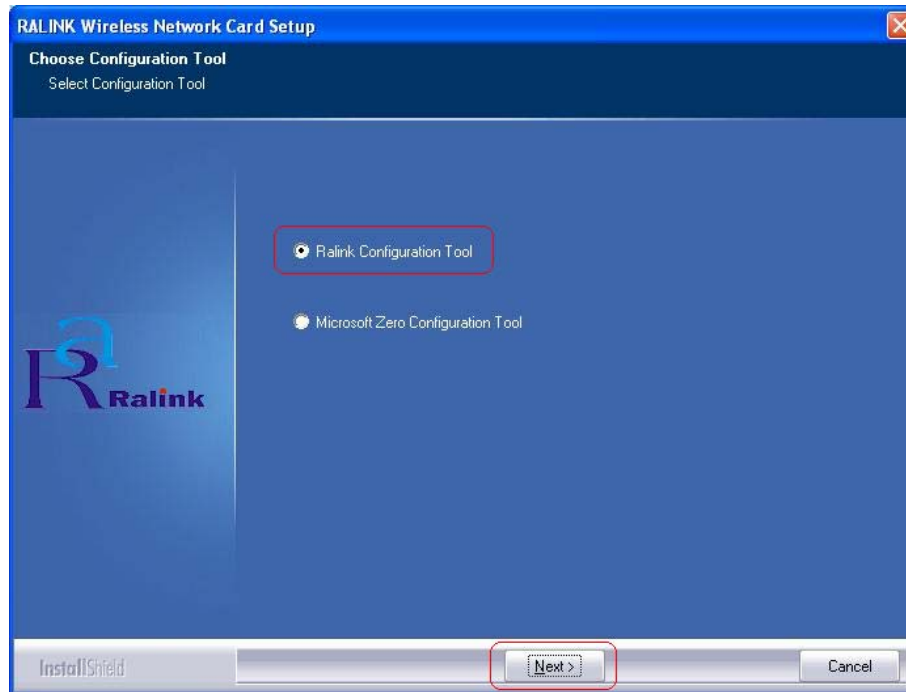 RALINK Wireless Network Card Setup
Choose Configuration Tool
Select Configuration Tool
Ralink Configuration Tool
Microsoft Zero Configuration Tool
Ra Ralink
InstallShield
Next >
Cancel